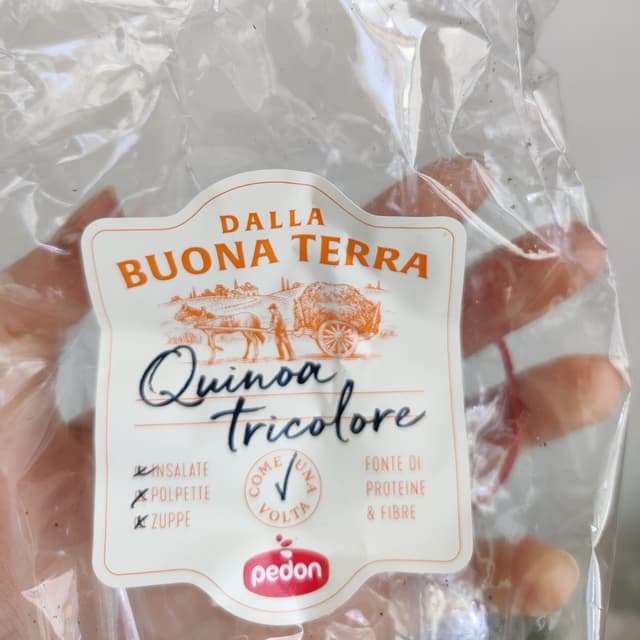 DALLA
BUONA TERRA
Quinoa
tricolore
INSALATE
POLPETTE
ZUPPE
COME UNA
VOLTA
FONTE DI
PROTEINE
& FIBRE
pedon